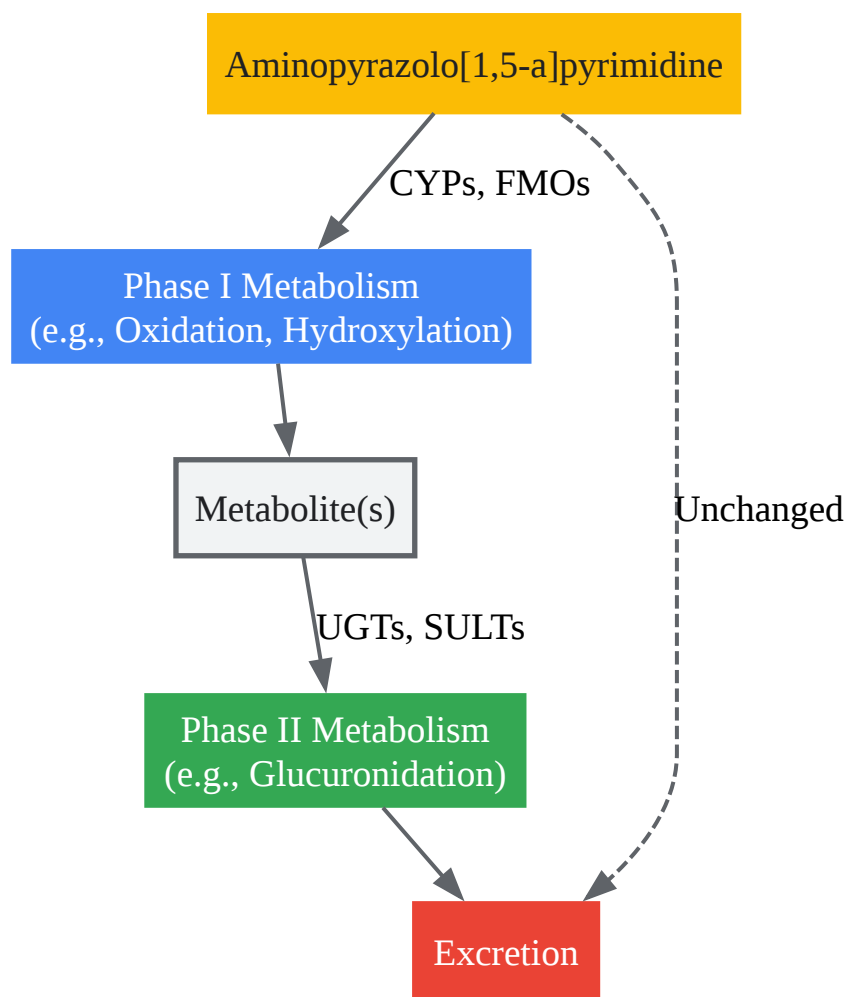 Aminopyrazolo[1,5-a]pyrimidine
CYPs, FMOs
Phase I Metabolism
(e.g., Oxidation, Hydroxylation)
Metabolite(s)
Unchanged
UGTs, SULTs
Phase II Metabolism
(e.g., Glucuronidation)
Excretion